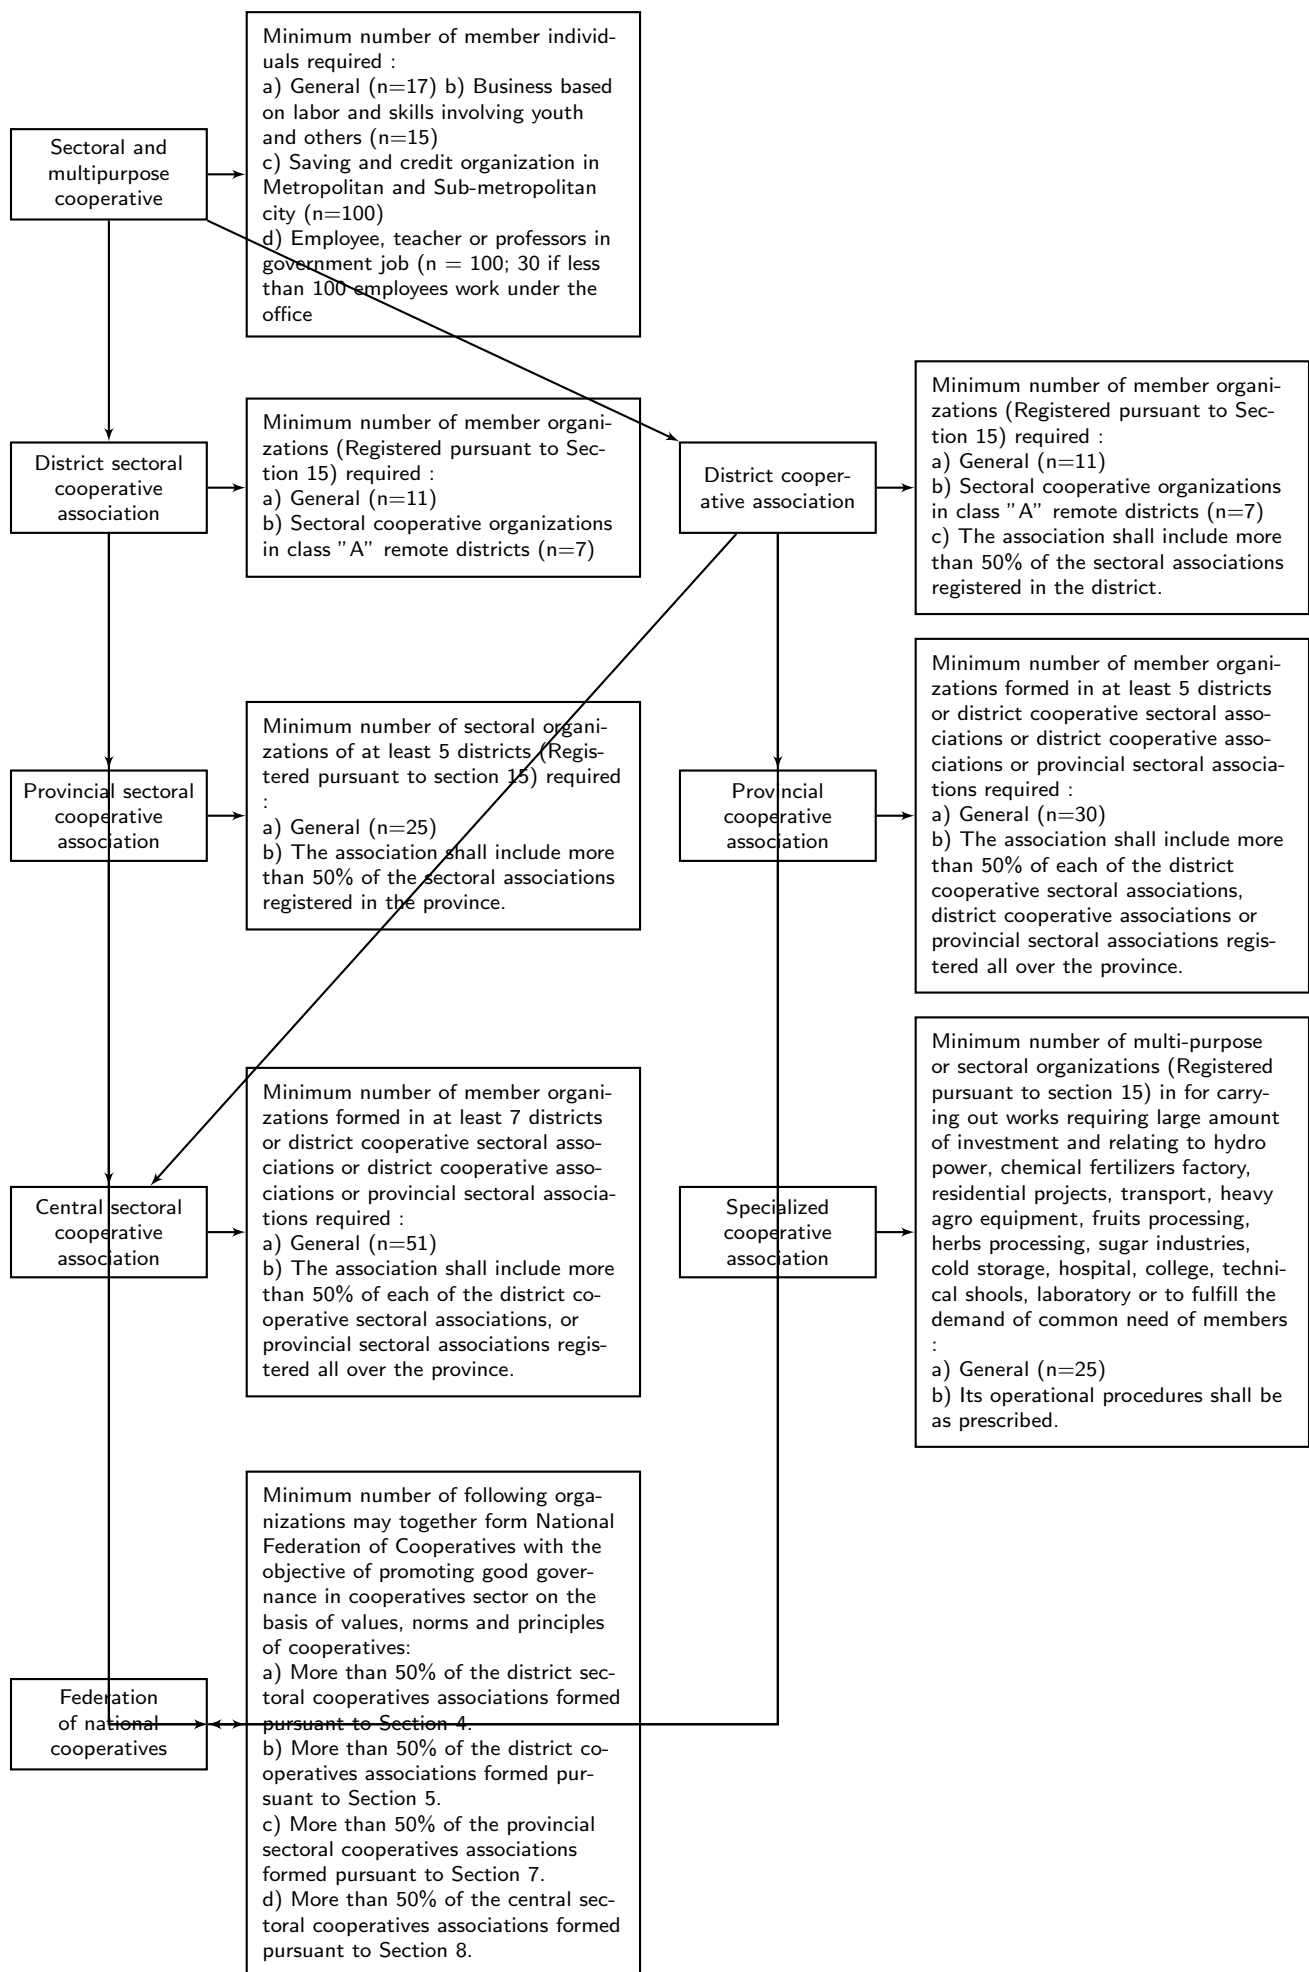 Minimum number of member individ-
uals required :
a) General (n=17) b) Business based
on labor and skills involving youth
and others (n=15)
c) Saving and credit organization in
Metropolitan and Sub-metropolitan
city (n=100)
d) Employee, teacher or professors in
government job (n = 100; 30 if less
than 100 employees work under the
office
Sectoral and
multipurpose
cooperative
District sectoral
cooperative
association
Minimum number of member organi-
zations (Registered pursuant to Sec-
tion 15) required :
a) General (n=11)
b) Sectoral cooperative organizations
in class "A" remote districts (n=7)
District cooper-
ative association
Minimum number of member organi-
zations (Registered pursuant to Sec-
tion 15) required :
a) General (n=11)
b) Sectoral cooperative organizations
in class "A" remote districts (n=7)
c) The association shall include more
than 50% of the sectoral associations
registered in the district.
Provincial sectoral
cooperative
association
Minimum number of sectoral organi-
zations of at least 5 districts (Regis-
tered pursuant to section 15) required
:
a) General (n=25)
b) The association shall include more
than 50% of the sectoral associations
registered in the province.
Provincial
cooperative
association
Minimum number of member organi-
zations formed in at least 5 districts
or district cooperative sectoral asso-
ciations or district cooperative asso-
ciations or provincial sectoral associa-
tions required :
a) General (n=30)
b) The association shall include more
than 50% of each of the district
cooperative sectoral associations,
district cooperative associations or
provincial sectoral associations regis-
tered all over the province.
Central sectoral
cooperative
association
Minimum number of member organi-
zations formed in at least 7 districts
or district cooperative sectoral asso-
ciations or district cooperative asso-
ciations or provincial sectoral associa-
tions required :
a) General (n=51)
b) The association shall include more
than 50% of each of the district co-
operative sectoral associations, or
provincial sectoral associations regis-
tered all over the province.
Specialized
cooperative
association
Minimum number of multi-purpose
or sectoral organizations (Registered
pursuant to section 15) in for carry-
ing out works requiring large amount
of investment and relating to hydro
power, chemical fertilizers factory,
residential projects, transport, heavy
agro equipment, fruits processing,
herbs processing, sugar industries,
cold storage, hospital, college, techni-
cal shools, laboratory or to fulfill the
demand of common need of members
:
a) General (n=25)
b) Its operational procedures shall be
as prescribed.
Federation
of national
cooperatives
Minimum number of following orga-
nizations may together form National
Federation of Cooperatives with the
objective of promoting good gover-
nance in cooperatives sector on the
basis of values, norms and principles
of cooperatives:
a) More than 50% of the district sec-
toral cooperatives associations formed
pursuant to Section 4.
b) More than 50% of the district co-
operatives associations formed pur-
suant to Section 5.
c) More than 50% of the provincial
sectoral cooperatives associations
formed pursuant to Section 7.
d) More than 50% of the central sec-
toral cooperatives associations formed
pursuant to Section 8.